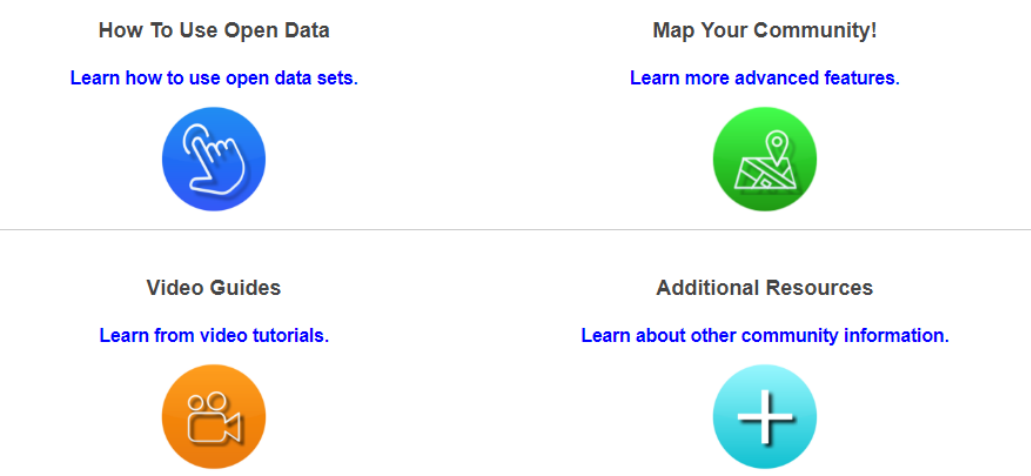 How To Use Open Data
Learn how to use open data sets.
Map Your Community!
Learn more advanced features.
Video Guides
Learn from video tutorials.
Additional Resources
Learn about other community information.